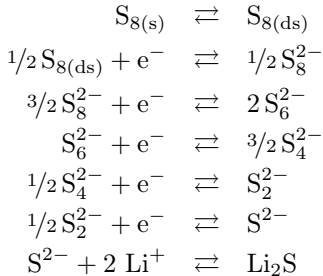 S₈₍ₛ₎ ⇄ S₈₍dₛ₎
1/2 S₈₍dₛ₎ + e⁻ ⇄ 1/2 S₈²⁻
3/2 S₈²⁻ + e⁻ ⇄ 2 S₆²⁻
S₆²⁻ + e⁻ ⇄ 3/2 S₄²⁻
1/2 S₄²⁻ + e⁻ ⇄ S₂²⁻
1/2 S₂²⁻ + e⁻ ⇄ S²⁻
S²⁻ + 2 Li⁺ ⇄ Li₂S